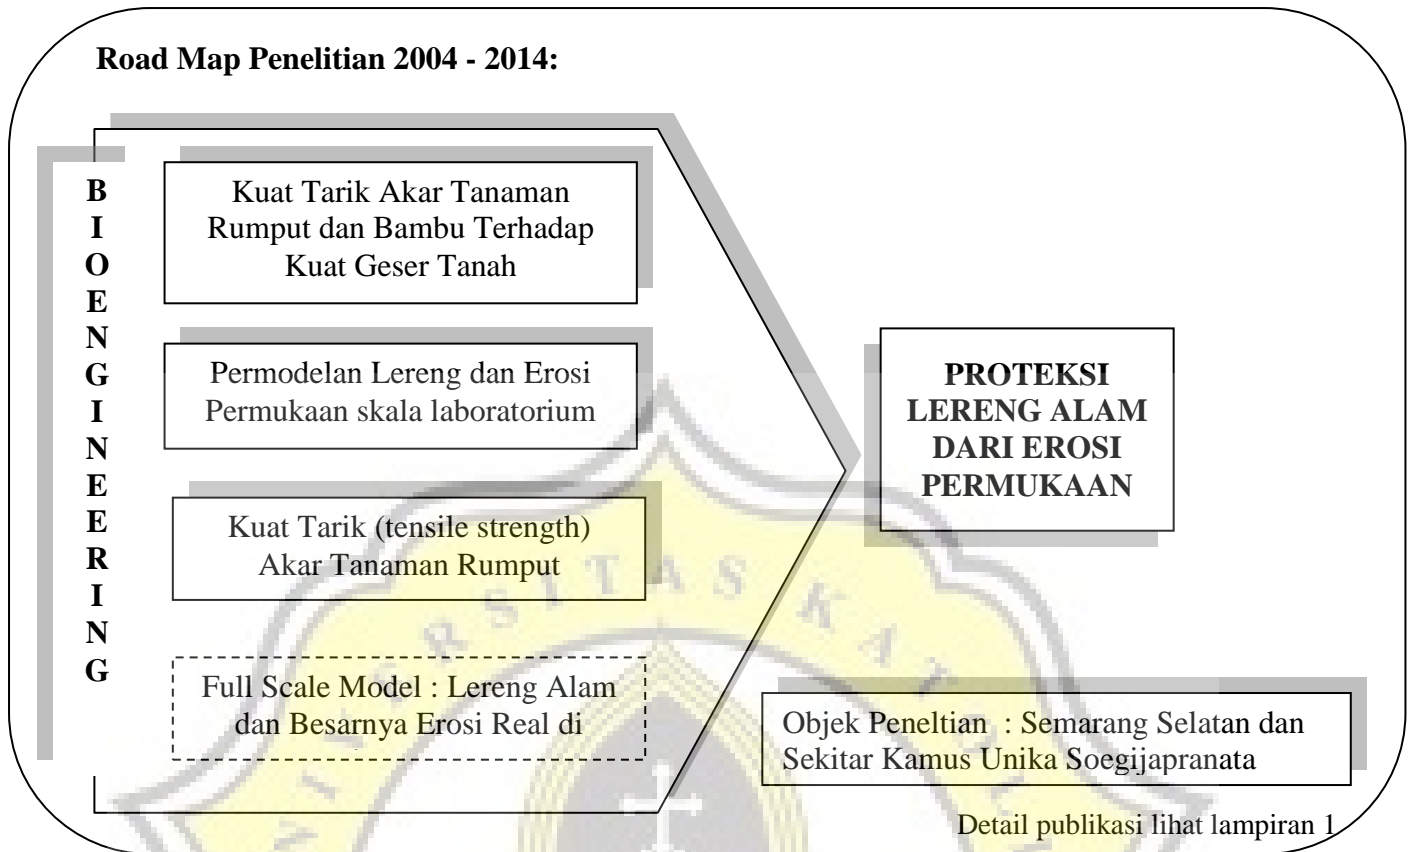 Road Map Penelitian 2004 - 2014:
BIOENGINEERING
Kuat Tarik Akar Tanaman
Rumput dan Bambu Terhadap
Kuat Geser Tanah
Permodelan Lereng dan Erosi
Permukaan skala laboratorium
Kuat Tarik (tensile strength)
Akar Tanaman Rumput
Full Scale Model : Lereng Alam
dan Besarnya Erosi Real di
PROTEKSI
LERENG ALAM
DARI EROSI
PERMUKAAN
Objek Peneltian : Semarang Selatan dan
Sekitar Kamus Unika Soegijapranata
Detail publikasi lihat lampiran 1